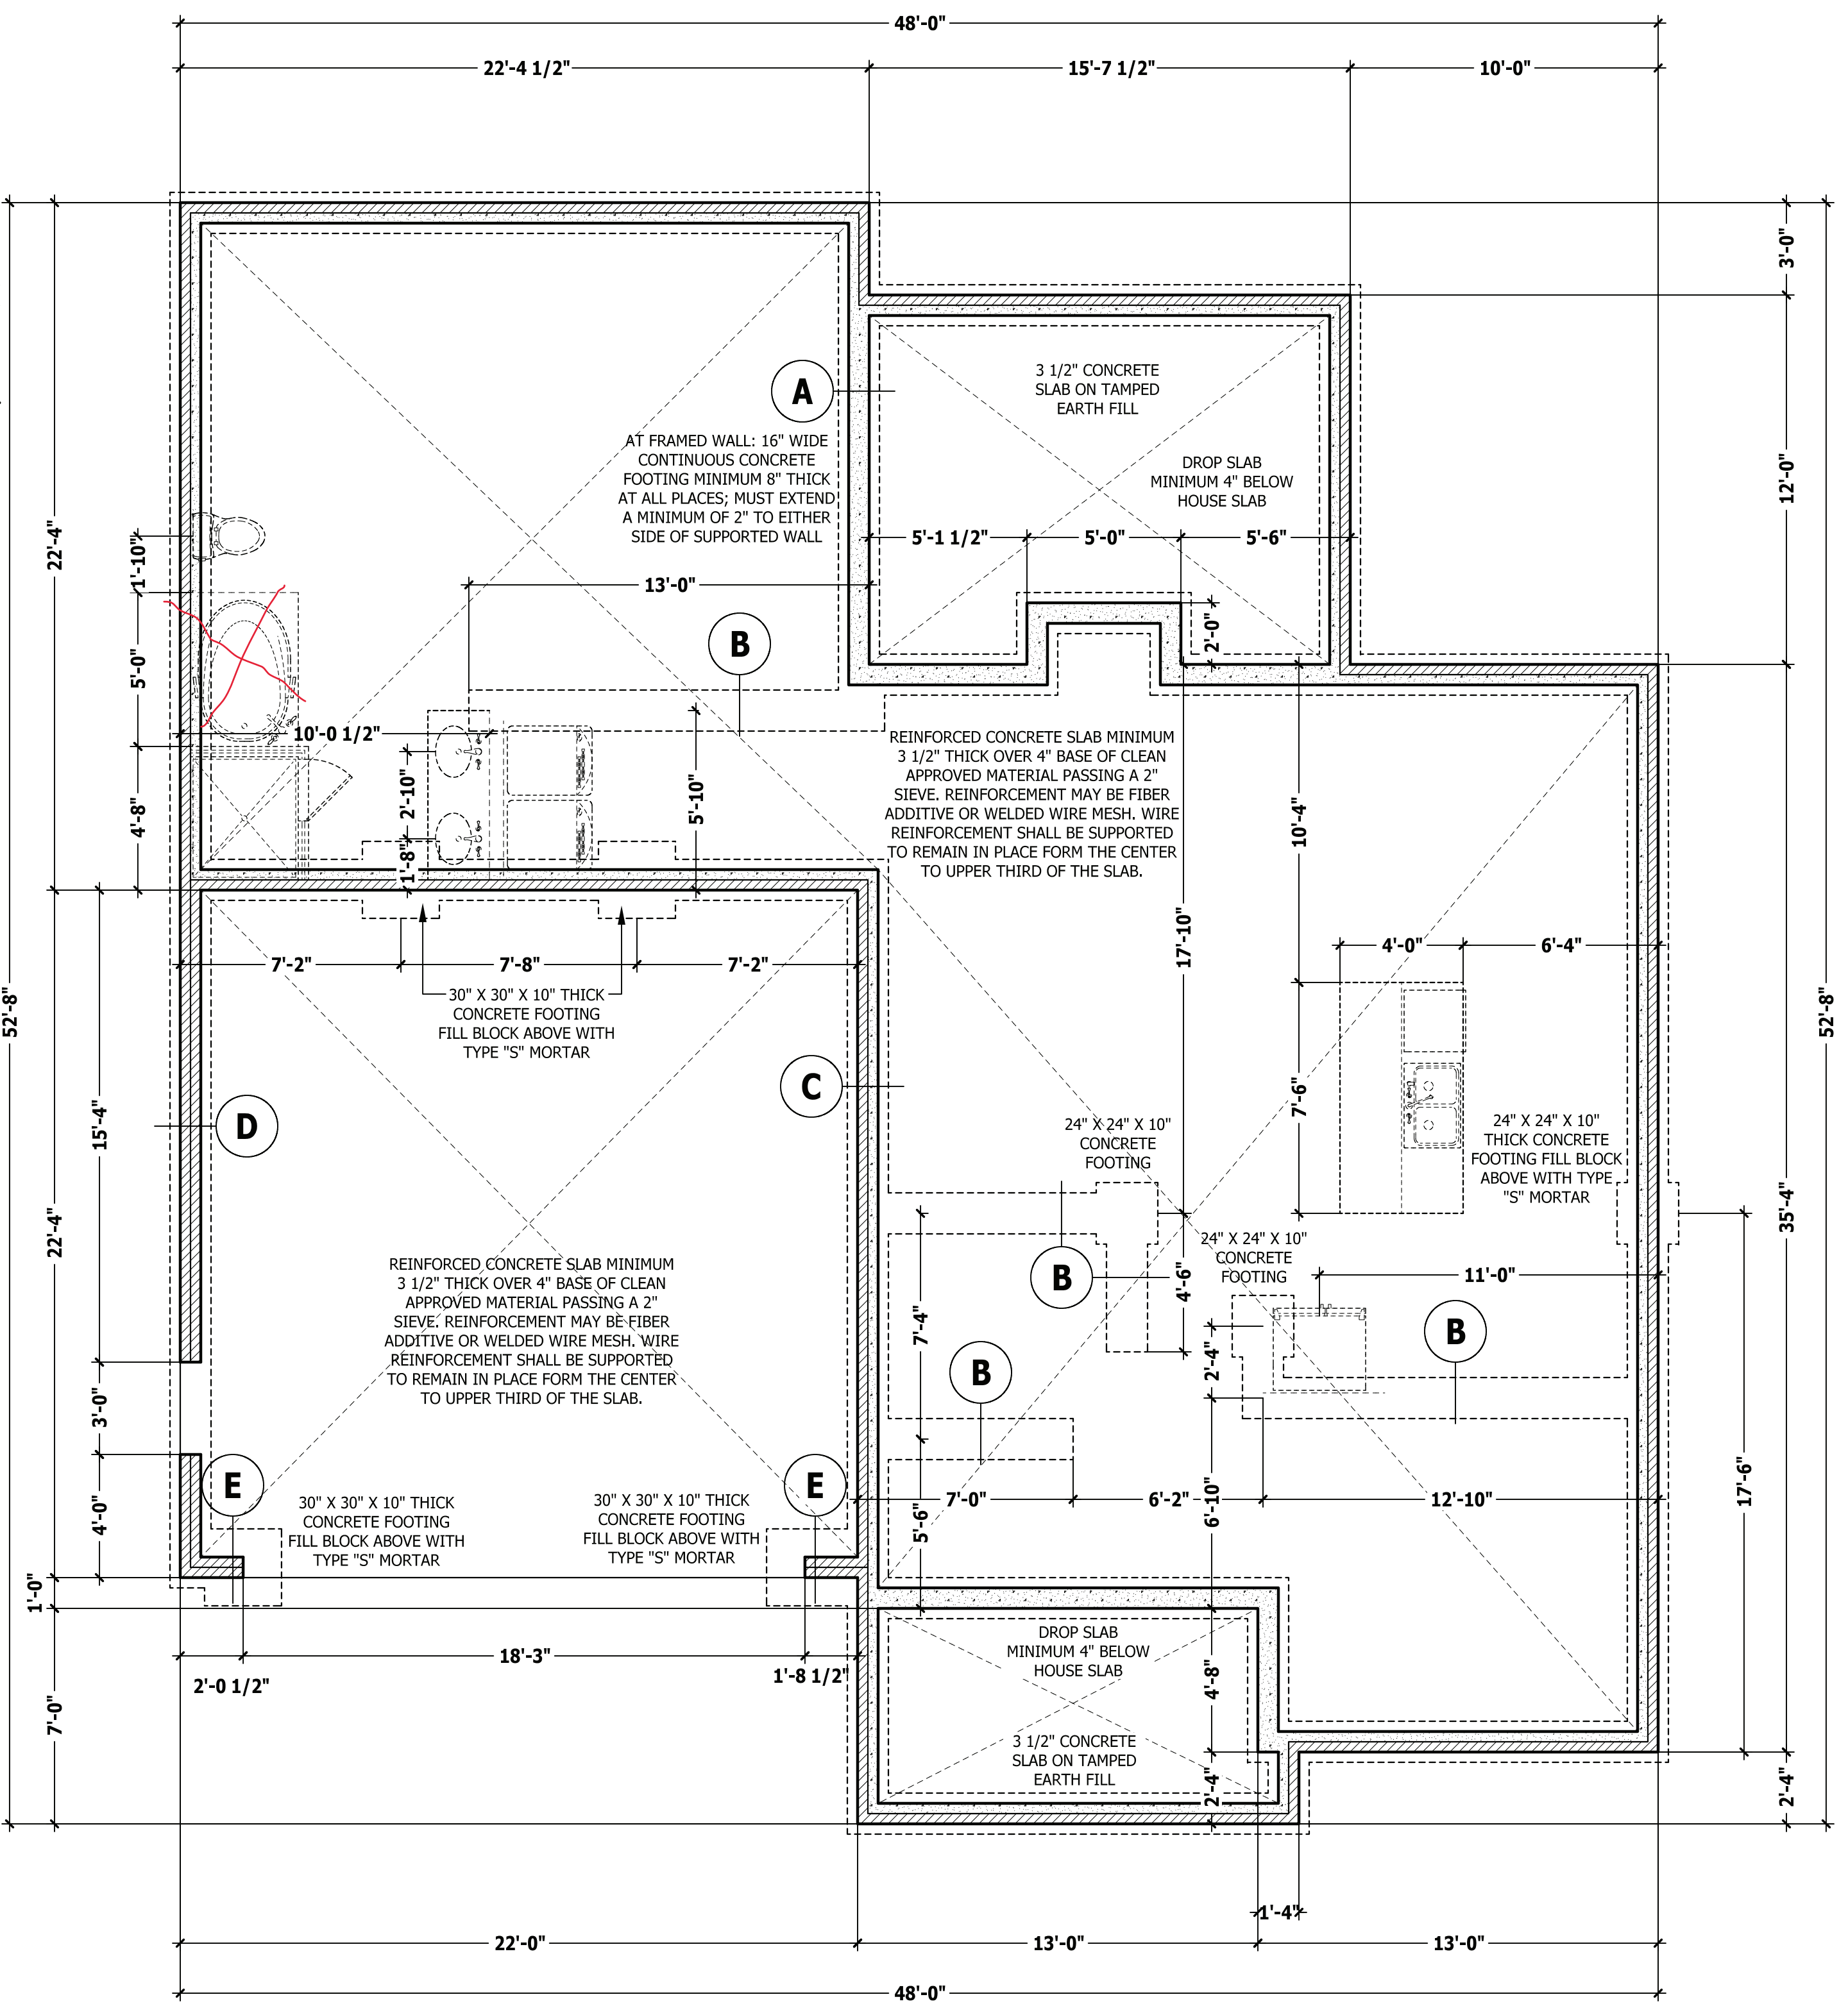 48'-0"
22'-4 1/2"
15'-7 1/2"
10'-0"
3'-0"
3 1/2" CONCRETE
SLAB ON TAMPED
EARTH FILL
A
AT FRAMED WALL: 16" WIDE
CONTINUOUS CONCRETE
FOOTING MINIMUM 8" THICK
AT ALL PLACES; MUST EXTEND
A MINIMUM OF 2" TO EITHER
SIDE OF SUPPORTED WALL
DROP SLAB
MINIMUM 4" BELOW
HOUSE SLAB
12'-0"
22'-4"
1'-10"
5'-1 1/2"
5'-0"
5'-6"
13'-0"
B
2'-0"
5'-0"
10'-0 1/2"
REINFORCED CONCRETE SLAB MINIMUM
3 1/2" THICK OVER 4" BASE OF CLEAN
APPROVED MATERIAL PASSING A 2"
SIEVE. REINFORCEMENT MAY BE FIBER
ADDITIVE OR WELDED WIRE MESH. WIRE
REINFORCEMENT SHALL BE SUPPORTED
TO REMAIN IN PLACE FORM THE CENTER
TO UPPER THIRD OF THE SLAB.
4'-8"
2'-10"
5'-10"
1'-8"
10'-4"
17'-10"
4'-0"
6'-4"
7'-2"
7'-8"
7'-2"
30" X 30" X 10" THICK
CONCRETE FOOTING
FILL BLOCK ABOVE WITH
TYPE "S" MORTAR
52'-8"
52'-8"
C
D
15'-4"
7'-6"
24" X 24" X 10"
CONCRETE
FOOTING
24" X 24" X 10"
THICK CONCRETE
FOOTING FILL BLOCK
ABOVE WITH TYPE
"S" MORTAR
22'-4"
35'-4"
24" X 24" X 10"
CONCRETE
FOOTING
B
4'-6"
11'-0"
REINFORCED CONCRETE SLAB MINIMUM
3 1/2" THICK OVER 4" BASE OF CLEAN
APPROVED MATERIAL PASSING A 2"
SIEVE. REINFORCEMENT MAY BE FIBER
ADDITIVE OR WELDED WIRE MESH. WIRE
REINFORCEMENT SHALL BE SUPPORTED
TO REMAIN IN PLACE FORM THE CENTER
TO UPPER THIRD OF THE SLAB.
7'-4"
B
2'-4"
B
3'-0"
E
E
17'-6"
4'-0"
30" X 30" X 10" THICK
CONCRETE FOOTING
FILL BLOCK ABOVE WITH
TYPE "S" MORTAR
30" X 30" X 10" THICK
CONCRETE FOOTING
FILL BLOCK ABOVE WITH
TYPE "S" MORTAR
7'-0"
6'-2"
12'-10"
5'-6"
6'-10"
1'-0"
18'-3"
2'-0 1/2"
1'-8 1/2"
DROP SLAB
MINIMUM 4" BELOW
HOUSE SLAB
4'-8"
7'-0"
3 1/2" CONCRETE
SLAB ON TAMPED
EARTH FILL
2'-4"
2'-4"
1'-4"
22'-0"
13'-0"
13'-0"
48'-0"